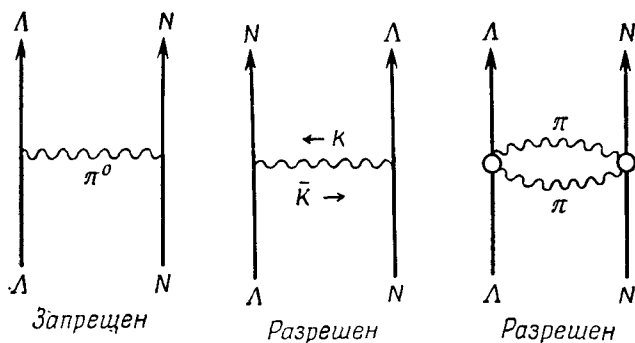 Λ N
π⁰
Λ N
Запрещен
N Λ
← K
K̄ →
Λ N
Разрешен
Λ N
π
π
Λ N
Разрешен